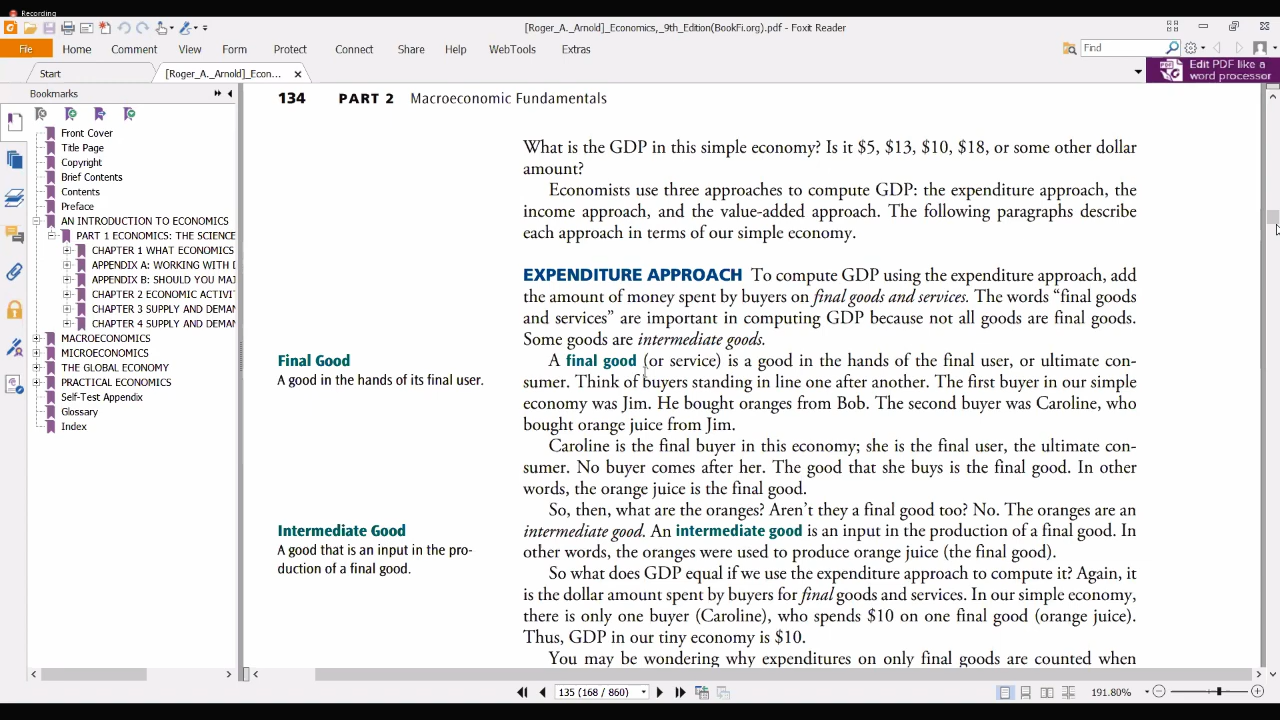 Recording
[Roger_A._Arnold]_Economics,_9th_Edition(BookFi.org).pdf - Foxit Reader
File Home Comment View Form Protect Connect Share Help WebTools Extras
Find
Start
[Roger_A._Arnold]_Econ...
Edit PDF like a
word processor
Bookmarks
Front Cover
Title Page
Copyright
Brief Contents
Contents
Preface
AN INTRODUCTION TO ECONOMICS
PART 1 ECONOMICS: THE SCIENCE
CHAPTER 1 WHAT ECONOMICS
APPENDIX A: WORKING WITH D
APPENDIX B: SHOULD YOU MA
CHAPTER 2 ECONOMIC ACTIVI
CHAPTER 3 SUPPLY AND DEMAN
CHAPTER 4 SUPPLY AND DEMAN
MACROECONOMICS
MICROECONOMICS
THE GLOBAL ECONOMY
PRACTICAL ECONOMICS
Self-Test Appendix
Glossary
Index
134 PART 2 Macroeconomic Fundamentals
What is the GDP in this simple economy? Is it $5, $13, $10, $18, or some other dollar
amount?
Economists use three approaches to compute GDP: the expenditure approach, the
income approach, and the value-added approach. The following paragraphs describe
each approach in terms of our simple economy.
EXPENDITURE APPROACH To compute GDP using the expenditure approach, add
the amount of money spent by buyers on final goods and services. The words “final goods
and services” are important in computing GDP because not all goods are final goods.
Some goods are intermediate goods.
Final Good
A good in the hands of its final user.
A final good (or service) is a good in the hands of the final user, or ultimate con-
sumer. Think of buyers standing in line one after another. The first buyer in our simple
economy was Jim. He bought oranges from Bob. The second buyer was Caroline, who
bought orange juice from Jim.
Caroline is the final buyer in this economy; she is the final user, the ultimate con-
sumer. No buyer comes after her. The good that she buys is the final good. In other
words, the orange juice is the final good.
Intermediate Good
A good that is an input in the pro-
duction of a final good.
So, then, what are the oranges? Aren’t they a final good too? No. The oranges are an
intermediate good. An intermediate good is an input in the production of a final good. In
other words, the oranges were used to produce orange juice (the final good).
So what does GDP equal if we use the expenditure approach to compute it? Again, it
is the dollar amount spent by buyers for final goods and services. In our simple economy,
there is only one buyer (Caroline), who spends $10 on one final good (orange juice).
Thus, GDP in our tiny economy is $10.
You may be wondering why expenditures on only final goods are counted when
135 (168 / 860)
191.80%